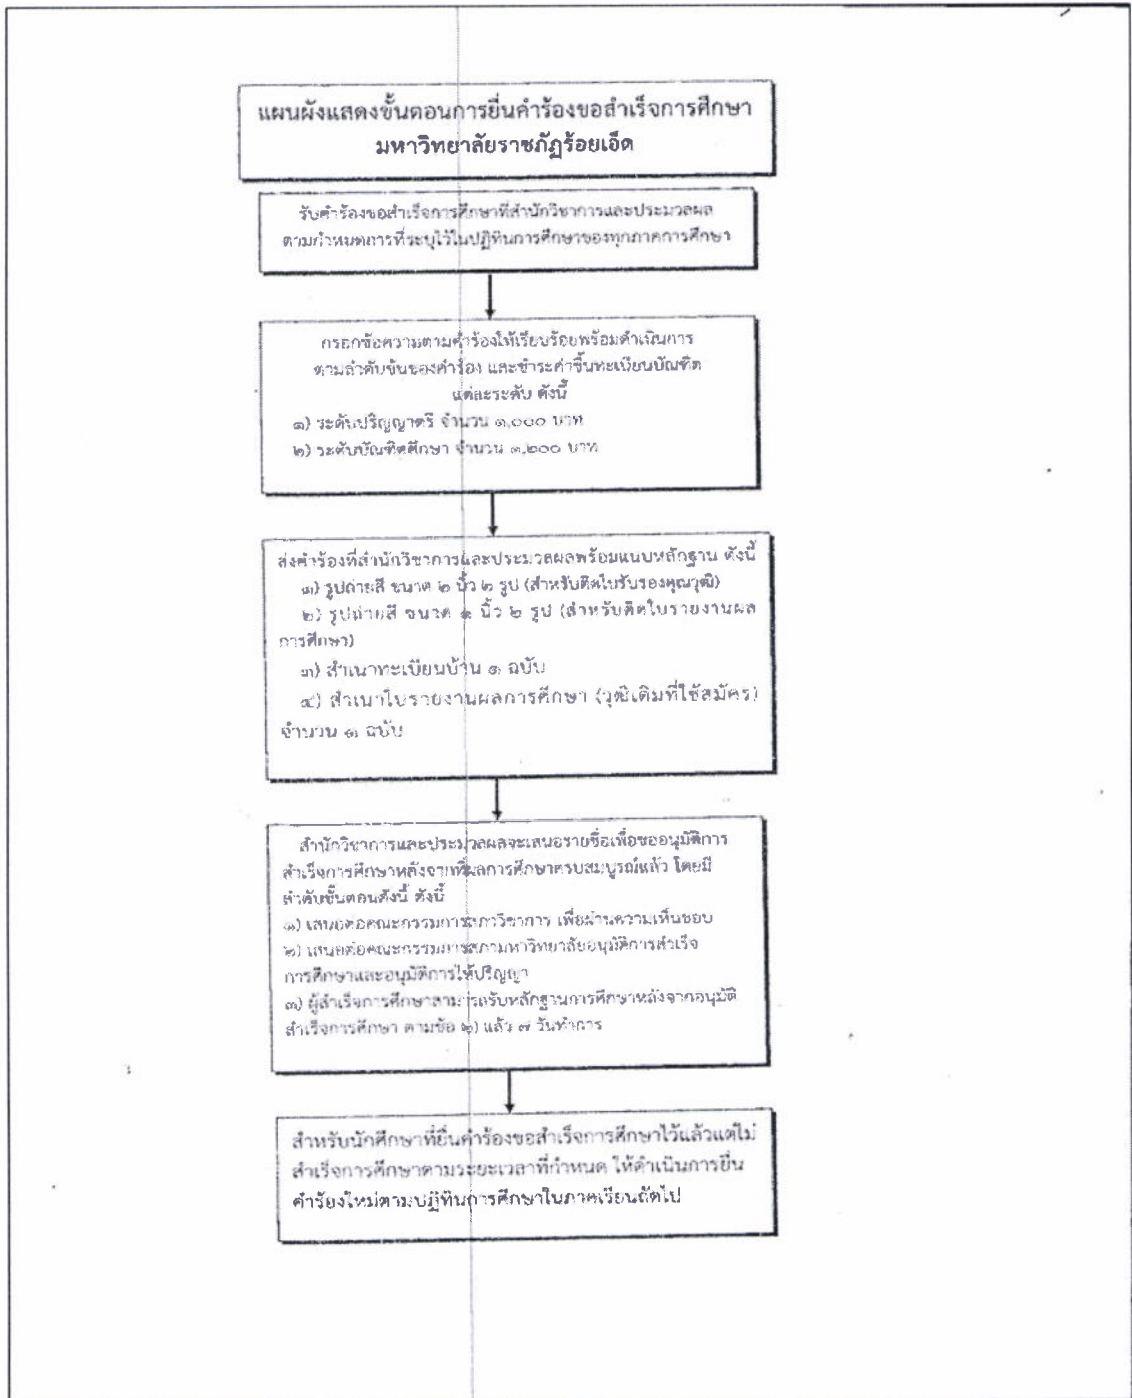 แผนผังแสดงขั้นตอนการยื่นคำร้องขอสำเร็จการศึกษา
มหาวิทยาลัยราชภัฏร้อยเอ็ด
รับคำร้องขอสำเร็จการศึกษาที่สำนักวิชาการและประมวลผล
ตามกำหนดการที่ระบุไว้ในปฏิทินการศึกษาของทุกภาคการศึกษา
กรอกข้อความตามคำร้องให้เรียบร้อยพร้อมดำเนินการ
ตามลำดับขั้นของคำร้อง และชำระค่าขึ้นทะเบียนบัณฑิต
แต่ละระดับ ดังนี้
๑) ระดับปริญญาตรี จำนวน ๑,๐๐๐ บาท
๒) ระดับบัณฑิตศึกษา จำนวน ๑,๒๐๐ บาท
ส่งคำร้องที่สำนักวิชาการและประมวลผลพร้อมแนบหลักฐาน ดังนี้
๑) รูปถ่ายสี ขนาด ๒ นิ้ว ๒ รูป (สำหรับติดใบรับรองคุณวุฒิ)
๒) รูปถ่ายสี ขนาด ๑ นิ้ว ๒ รูป (สำหรับติดใบรายงานผล
การศึกษา)
๓) สำเนาทะเบียนบ้าน ๑ ฉบับ
๔) สำเนาใบรายงานผลการศึกษา (วุฒิเดิมที่ใช้สมัคร)
จำนวน ๑ ฉบับ
สำนักวิชาการและประมวลผลจะเสนอรายชื่อเพื่อขออนุมัติการ
สำเร็จการศึกษาหลังจากที่ผลการศึกษาครบสมบูรณ์แล้ว โดยมี
ลำดับขั้นตอนดังนี้ ดังนี้
๑) เสนอต่อคณะกรรมการสภาวิชาการ เพื่อผ่านความเห็นชอบ
๒) เสนอต่อคณะกรรมการสภามหาวิทยาลัยอนุมัติการสำเร็จ
การศึกษาและอนุมัติการให้ปริญญา
๓) ผู้สำเร็จการศึกษาสามารถรับหลักฐานการศึกษาหลังจากอนุมัติ
สำเร็จการศึกษา ตามข้อ ๒) แล้ว ๗ วันทำการ
สำหรับนักศึกษาที่ยื่นคำร้องขอสำเร็จการศึกษาไว้แล้วแต่ไม่
สำเร็จการศึกษาตามระยะเวลาที่กำหนด ให้ดำเนินการยื่น
คำร้องใหม่ตามปฏิทินการศึกษาในภาคเรียนถัดไป